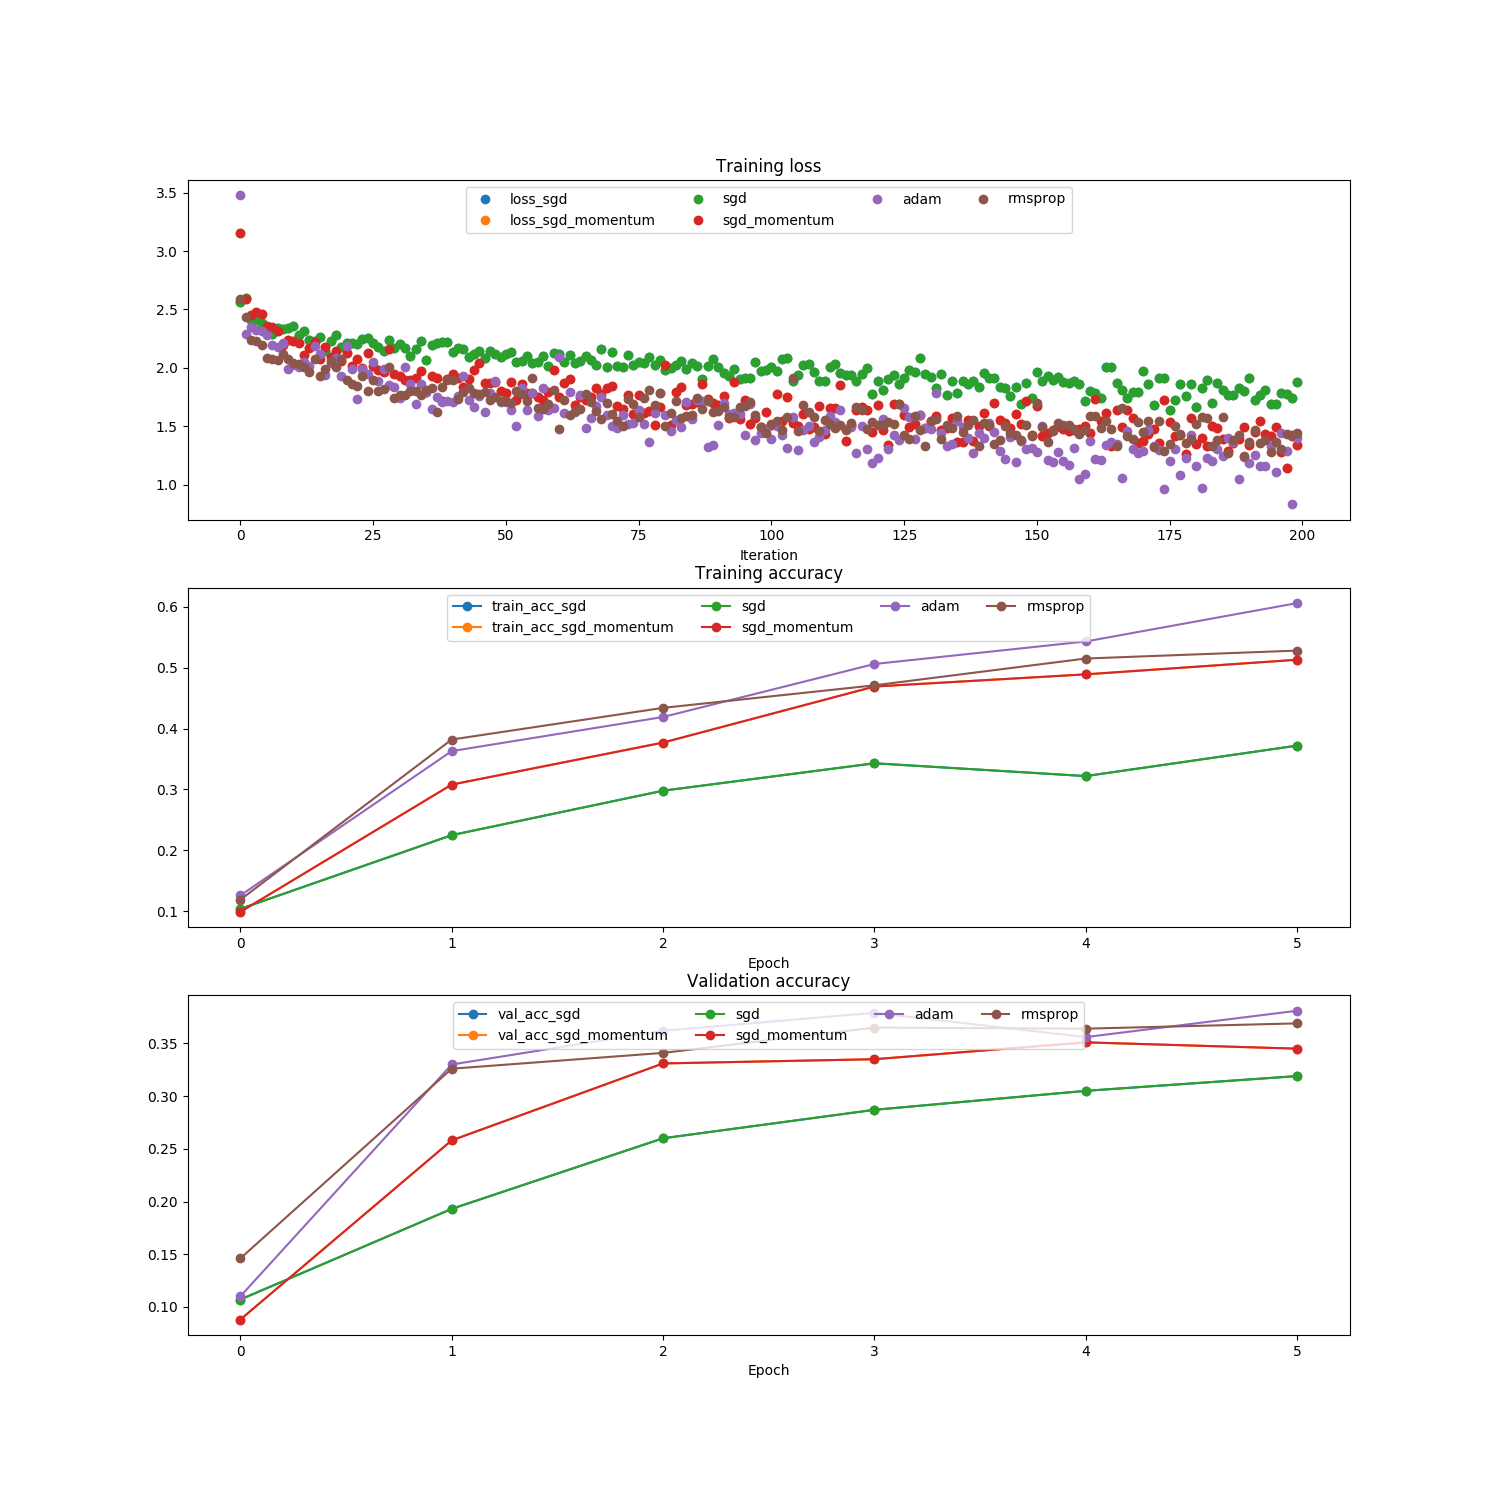 Training loss
loss_sgd sgd adam rmsprop
loss_sgd_momentum sgd_momentum
3.5
3.0
2.5
2.0
1.5
1.0
0 25 50 75 100 125 150 175 200
Iteration
Training accuracy
train_acc_sgd sgd adam rmsprop
train_acc_sgd_momentum sgd_momentum
0.6
0.5
0.4
0.3
0.2
0.1
0 1 2 3 4 5
Epoch
Validation accuracy
val_acc_sgd sgd adam rmsprop
val_acc_sgd_momentum sgd_momentum
0.35
0.30
0.25
0.20
0.15
0.10
0 1 2 3 4 5
Epoch